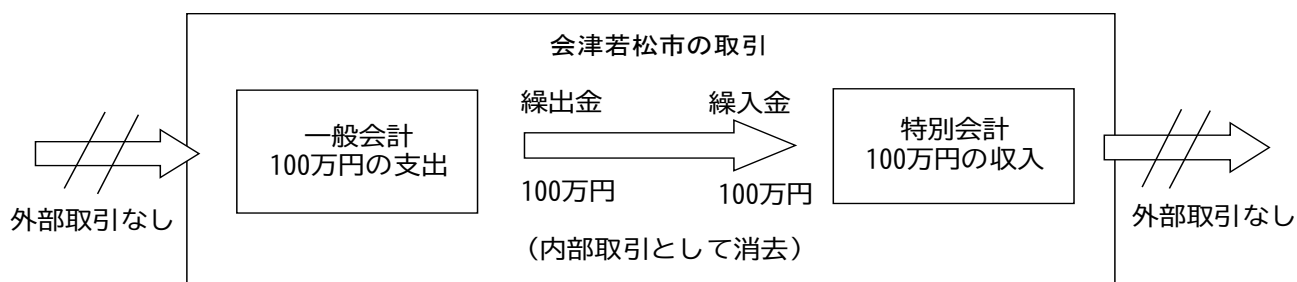 会津若松市の取引
繰出金
繰入金
一般会計
100万円の支出
特別会計
100万円の収入
100万円
100万円
外部取引なし
外部取引なし
（内部取引として消去）